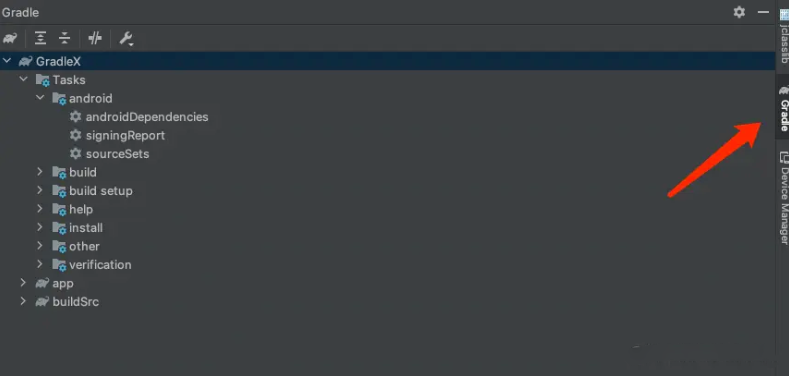 Gradle
GradleX
Tasks
android
androidDependencies
signingReport
sourceSets
build
build setup
help
install
other
verification
app
buildSrc
jclasslib
Gradle
Device Manager